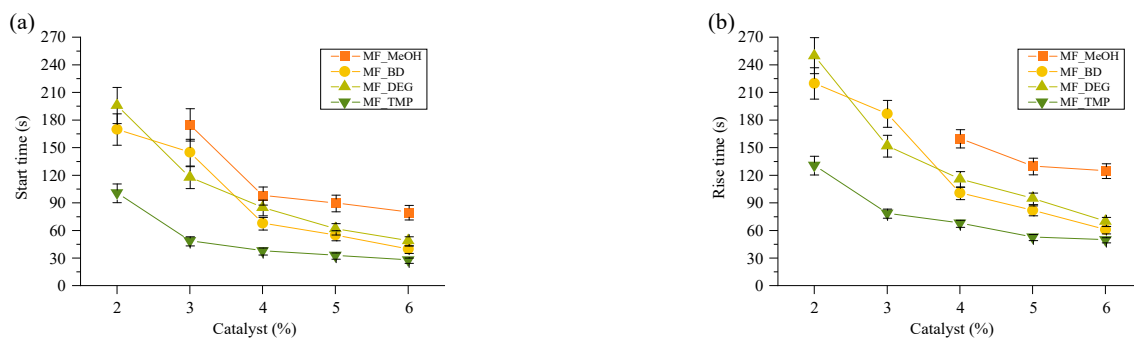 (a)
Start time (s)
270
240
210
180
150
120
90
60
30
0
2 3 4 5 6
Catalyst (%)
MF_MeOH
MF_BD
MF_DEG
MF_TMP
(b)
Rise time (s)
270
240
210
180
150
120
90
60
30
0
2 3 4 5 6
Catalyst (%)
MF_MeOH
MF_BD
MF_DEG
MF_TMP